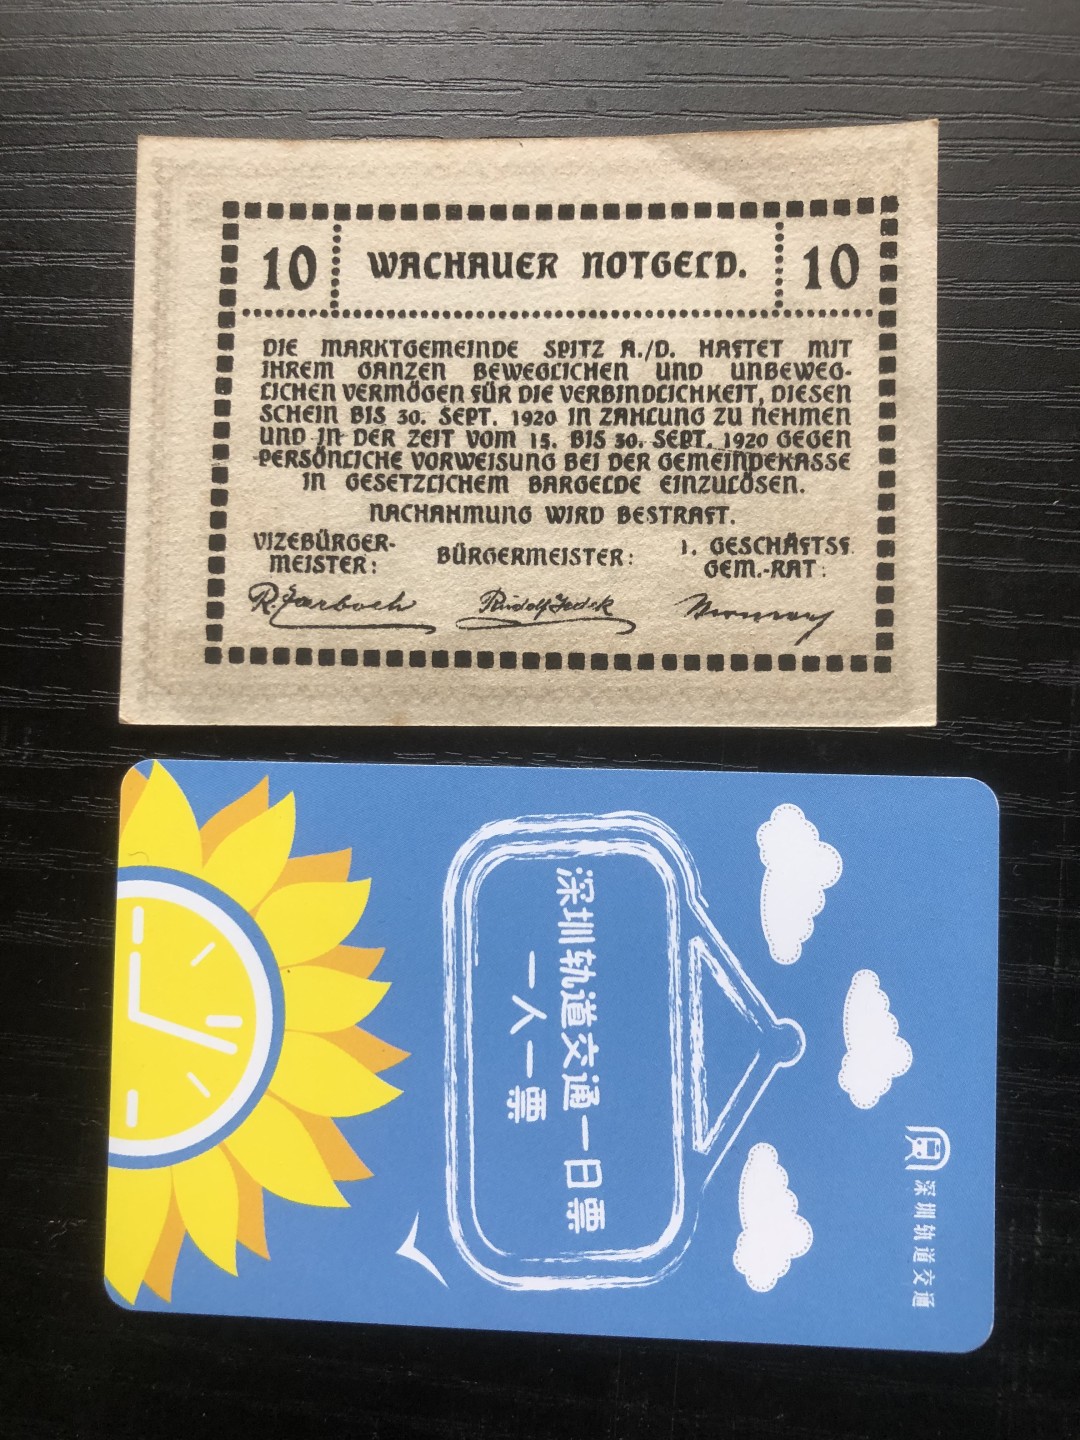 10 WACHAUER NOTGELD. 10
DIE MARKTGEMEINDE SPITZ A./D. HAFTET MIT
IHREM GANZEN BEWEGLICHEN UND UNBEWEG-
LICHEN VERMÖGEN FÜR DIE VERBINDLICHKEIT, DIESEN
SCHEIN BIS 30. SEPT. 1920 IN ZAHLUNG ZU NEHMEN
UND IN DER ZEIT VOM 15. BIS 30. SEPT. 1920 GEGEN
PERSÖNLICHE VORWEISUNG BEI DER GEMEINDEKASSE
IN GESETZLICHEM BARGELDE EINZULÖSEN.
NACHAHMUNG WIRD BESTRAFT.
VIZEBÜRGER-
MEISTER:
BÜRGERMEISTER:
1. GESCHÄFTSF.
GEM.-RAT:
Rudolf
深圳轨道交通一日票
一人一票
深圳轨道交通